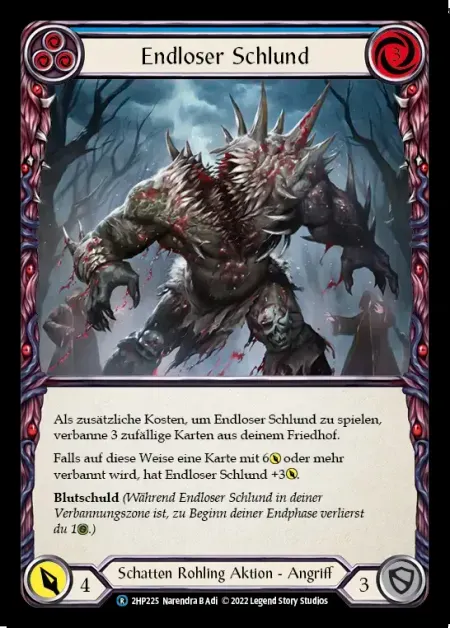 3
Endloser Schlund
Als zusätzliche Kosten, um Endloser Schlund zu spielen,
verbanne 3 zufällige Karten aus deinem Friedhof.
Falls auf diese Weise eine Karte mit 6 oder mehr
verbannt wird, hat Endloser Schlund +3.
Blutschuld (Während Endloser Schlund in deiner
Verbannungszone ist, zu Beginn deiner Endphase verlierst
du 1.)
4
Schatten Rohling Aktion - Angriff
3
R 2HP225 Narendra B Adi © 2022 Legend Story Studios